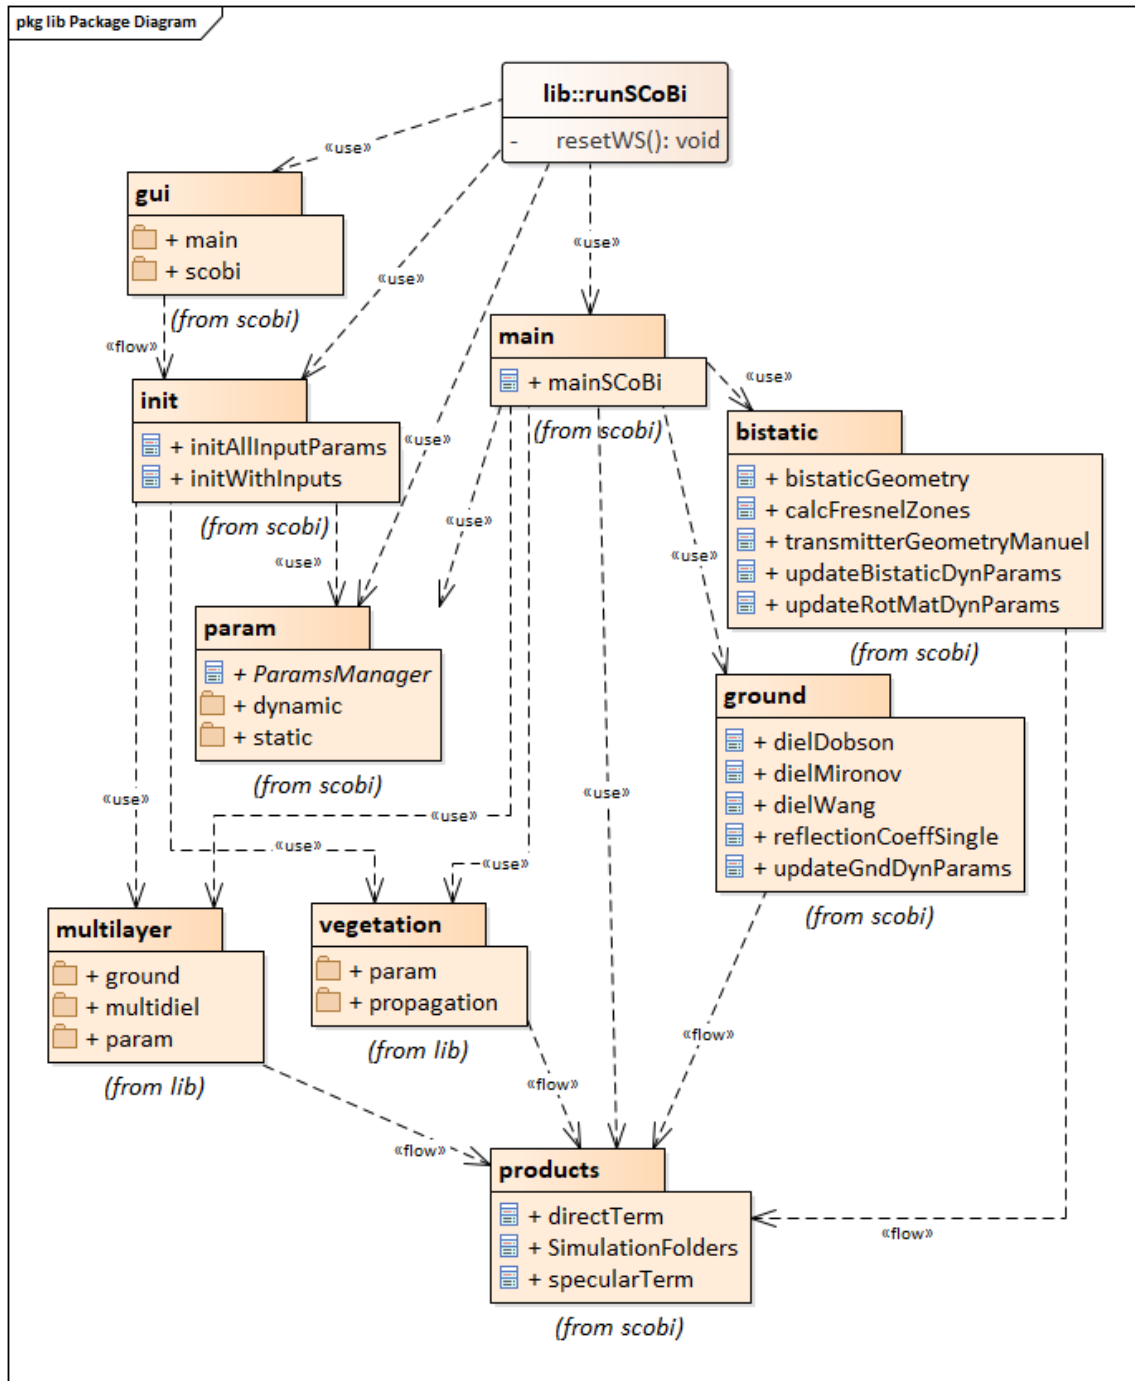 pkg lib Package Diagram
lib::runSCoBi
- resetWS(): void
«use»
gui
+ main
+ scobi
(from scobi)
«use»
«use»
«flow»
main
+ mainSCoBi
(from scobi)
«use»
init
+ initAllInputParams
+ initWithInputs
(from scobi)
«use»
bistatic
+ bistaticGeometry
+ calcFresnelZones
+ transmitterGeometryManuel
+ updateBistaticDynParams
+ updateRotMatDynParams
(from scobi)
«use»
«use»
«use»
param
+ ParamsManager
+ dynamic
+ static
(from scobi)
ground
+ dielDobson
+ dielMironov
+ dielWang
+ reflectionCoeffSingle
+ updateGndDynParams
(from scobi)
«use»
«use»
«use»
«use»
«use»
multilayer
+ ground
+ multidiel
+ param
(from lib)
vegetation
+ param
+ propagation
(from lib)
«flow»
«flow»
«flow»
products
+ directTerm
+ SimulationFolders
+ specularTerm
(from scobi)
«flow»